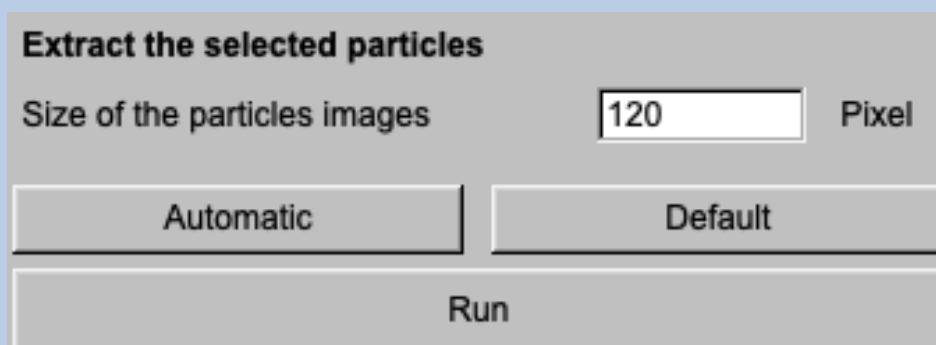 Extract the selected particles
Size of the particles images 120 Pixel
Automatic Default
Run